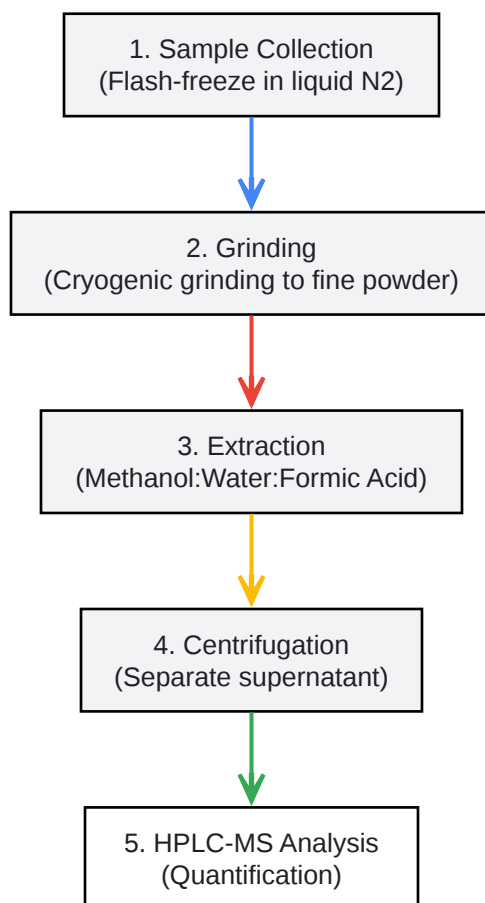 1. Sample Collection
(Flash-freeze in liquid N2)
2. Grinding
(Cryogenic grinding to fine powder)
3. Extraction
(Methanol:Water:Formic Acid)
4. Centrifugation
(Separate supernatant)
5. HPLC-MS Analysis
(Quantification)